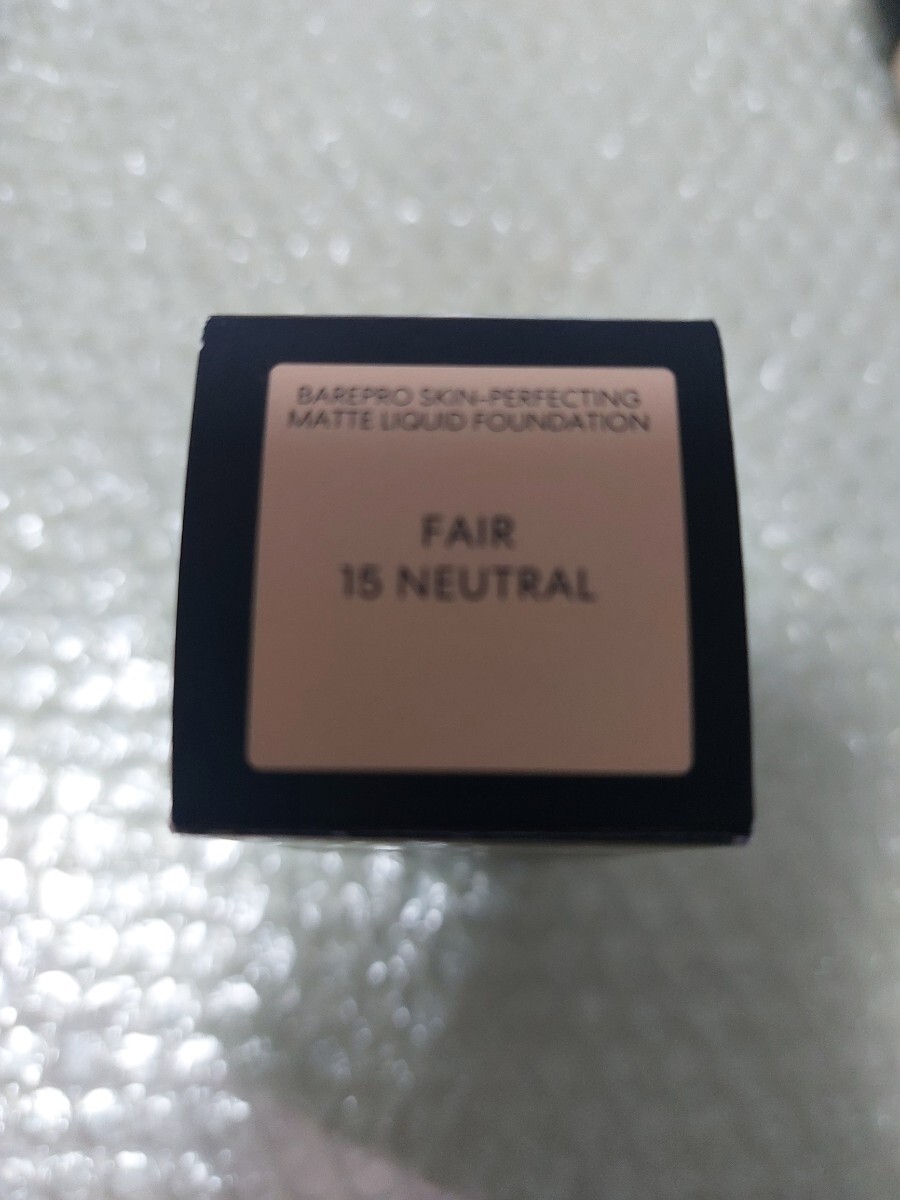 BAREPRO SKIN-PERFECTING
MATTE LIQUID FOUNDATION
FAIR
15 NEUTRAL